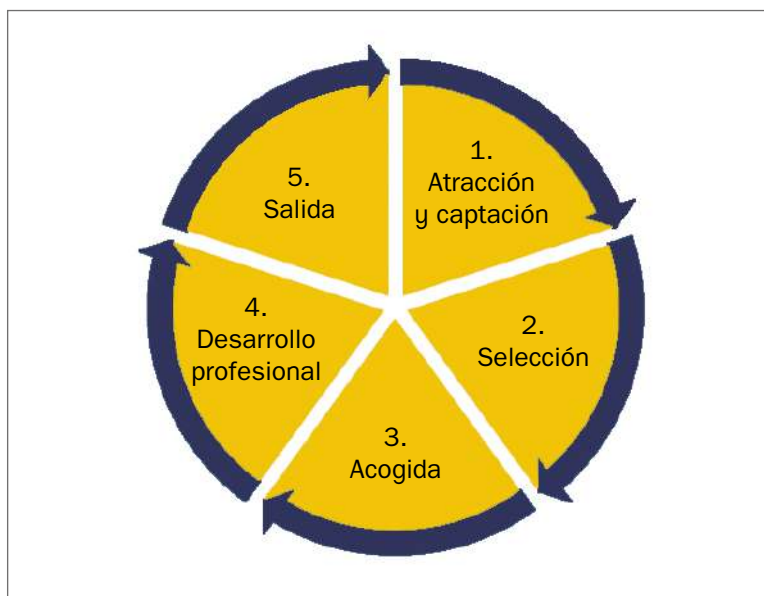 1.
Atracción
y captación
2.
Selección
3.
Acogida
4.
Desarrollo
profesional
5.
Salida